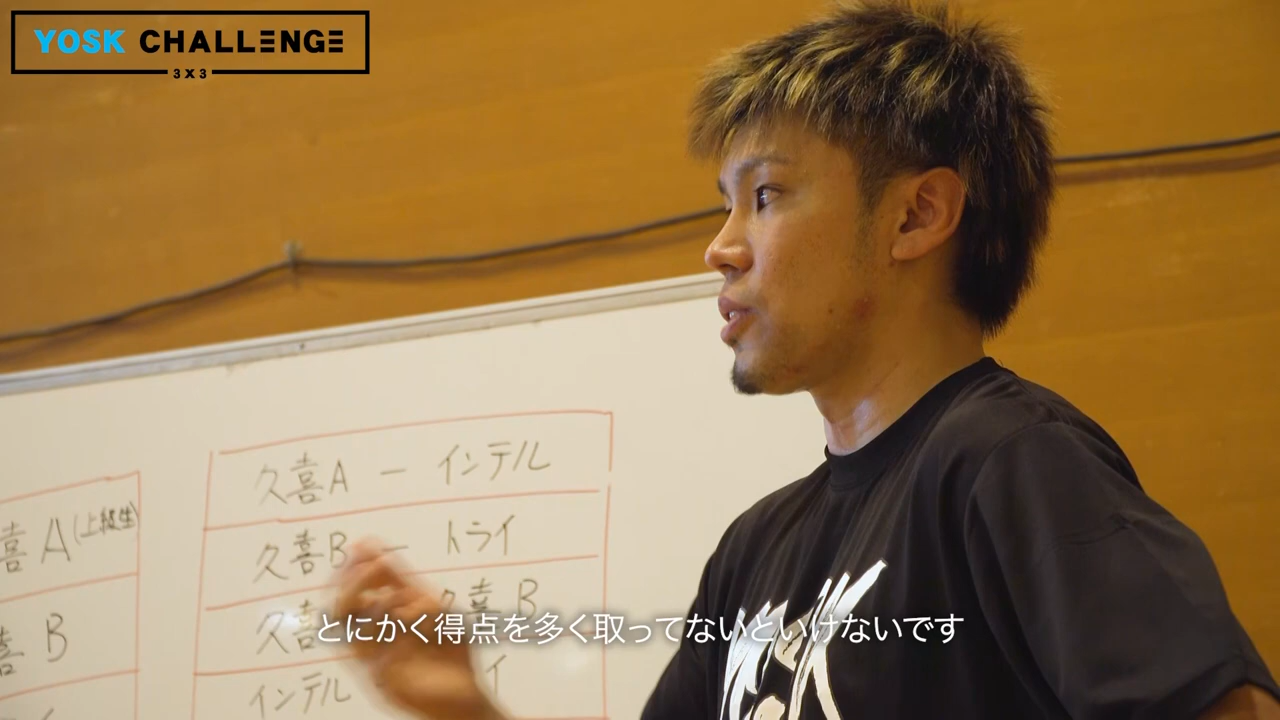 YOSK CHALLENGE
3X3
久喜A ー インテル
喜 A (上級生)
久喜B ー トライ
久喜 B
喜 B
とにかく得点を多く取ってないといけないです
インテル
イ